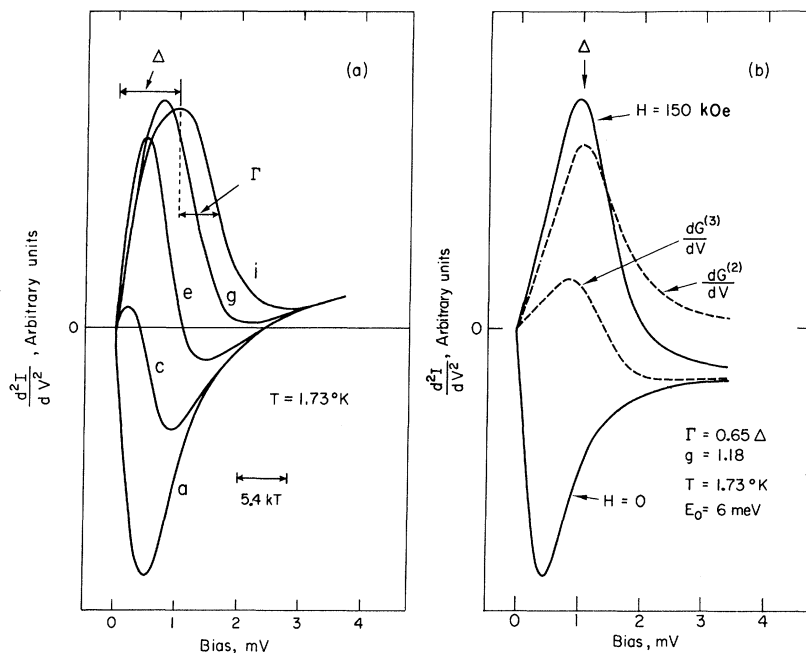 (a)
Δ
Γ
i
e
g
c
a
T = 1.73°K
5.4 kT
0
d²I/dV², Arbitrary units
0 1 2 3 4
Bias, mV
(b)
Δ
H = 150 kOe
dG⁽³⁾/dV
dG⁽²⁾/dV
H = 0
Γ = 0.65 Δ
g = 1.18
T = 1.73°K
E₀ = 6 meV
0
d²I/dV², Arbitrary units
0 1 2 3 4
Bias, mV